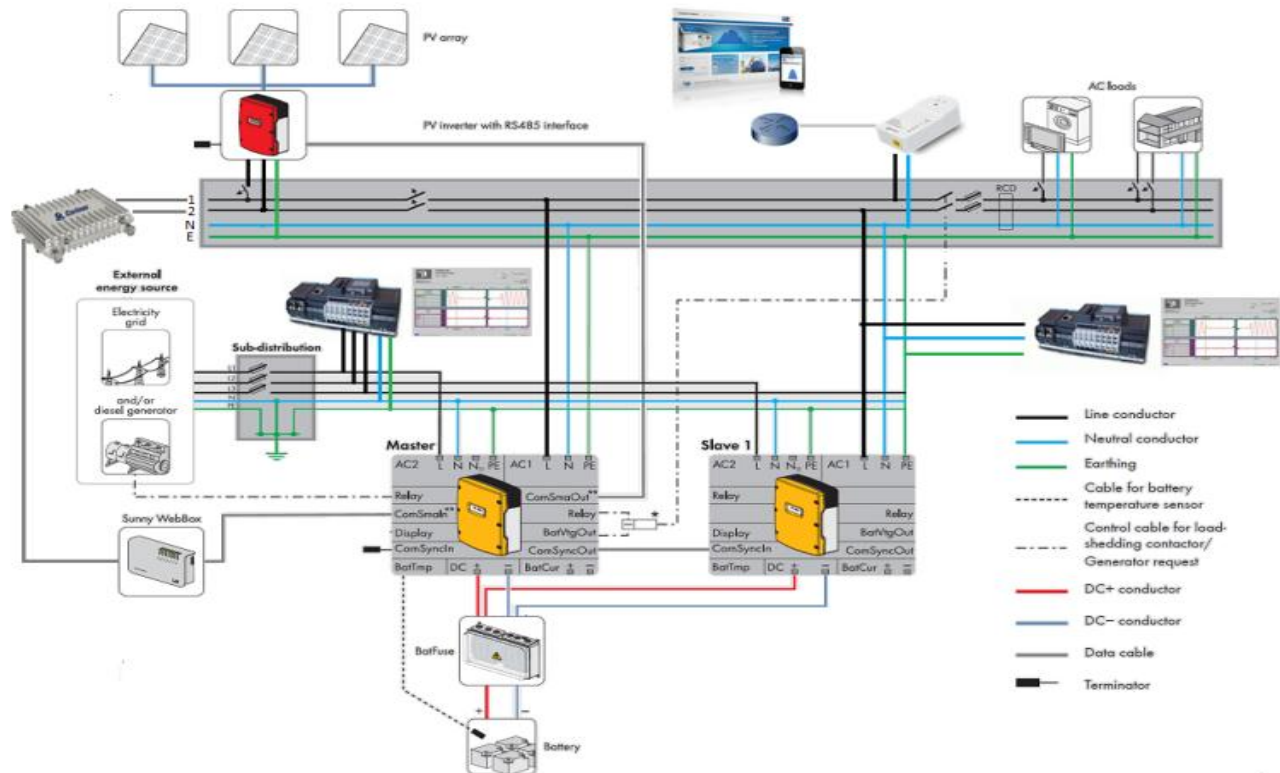 PV array
PV inverter with RS485 interface
AC loads
RCD
1
2
N
E
External
energy source
Electricity
grid
and/or
diesel generator
Sub-distribution
L1
L2
L3
N
Sunny WebBox
Master
AC2 L N PE AC1 L N PE
Relay ComSmaOut**
ComSmaIn** Relay
Display BatVtgOut
ComSyncIn ComSyncOut
BatTmp DC + − BatCur + −
*
Slave 1
AC2 L N PE AC1 L N PE
Relay
Relay
Display BatVtgOut
ComSyncIn ComSyncOut
BatTmp DC + − BatCur + −
BatFuse
+ −
Battery
Line conductor
Neutral conductor
Earthing
Cable for battery
temperature sensor
Control cable for load-
shedding contactor/
Generator request
DC+ conductor
DC− conductor
Data cable
Terminator